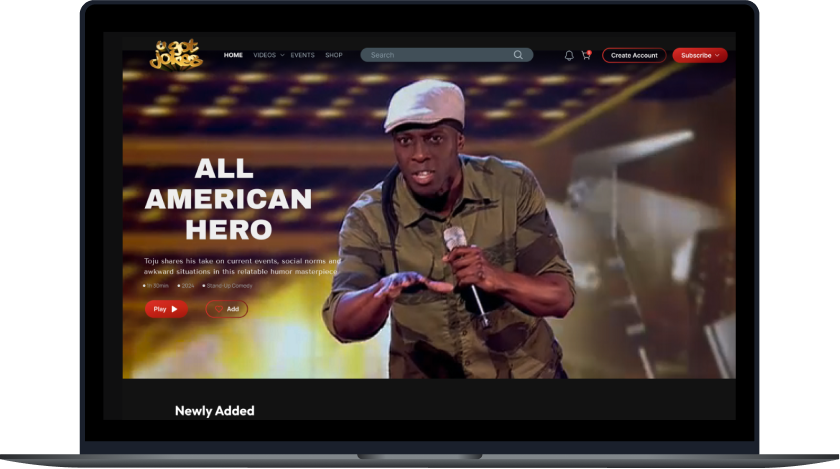 i got
jokes
HOME VIDEOS EVENTS SHOP Search Create Account Subscribe
ALL
AMERICAN
HERO
Toju shares his take on current events, social norms and
awkward situations in this relatable humor masterpiece.
1h 30min 2024 Stand Up Comedy
Play Add
Newly Added